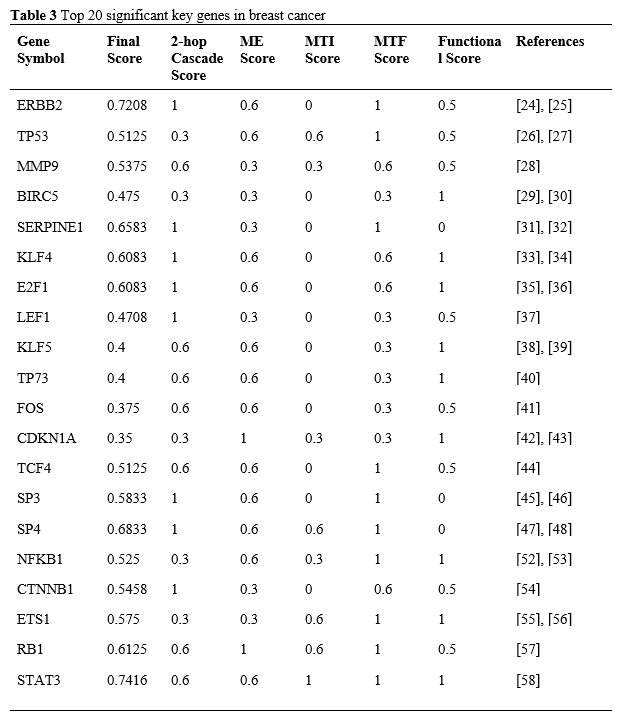 Table 3 Top 20 significant key genes in breast cancer
Gene Symbol Final Score 2-hop Cascade Score ME Score MTI Score MTF Score Functiona l Score References
ERBB2 0.7208 1 0.6 0 1 0.5 [24], [25]
TP53 0.5125 0.3 0.6 0.6 1 0.5 [26], [27]
MMP9 0.5375 0.6 0.3 0.3 0.6 0.5 [28]
BIRC5 0.475 0.3 0.3 0 0.3 1 [29], [30]
SERPINE1 0.6583 1 0.3 0 1 0 [31], [32]
KLF4 0.6083 1 0.6 0 0.6 1 [33], [34]
E2F1 0.6083 1 0.6 0 0.6 1 [35], [36]
LEF1 0.4708 1 0.3 0 0.3 0.5 [37]
KLF5 0.4 0.6 0.6 0 0.3 1 [38], [39]
TP73 0.4 0.6 0.6 0 0.3 1 [40]
FOS 0.375 0.6 0.6 0 0.3 0.5 [41]
CDKN1A 0.35 0.3 1 0.3 0.3 1 [42], [43]
TCF4 0.5125 0.6 0.6 0 1 0.5 [44]
SP3 0.5833 1 0.6 0 1 0 [45], [46]
SP4 0.6833 1 0.6 0.6 1 0 [47], [48]
NFKB1 0.525 0.3 0.6 0.3 1 1 [52], [53]
CTNNB1 0.5458 1 0.3 0 0.6 0.5 [54]
ETS1 0.575 0.3 0.3 0.6 1 1 [55], [56]
RB1 0.6125 0.6 1 0.6 1 0.5 [57]
STAT3 0.7416 0.6 0.6 1 1 1 [58]